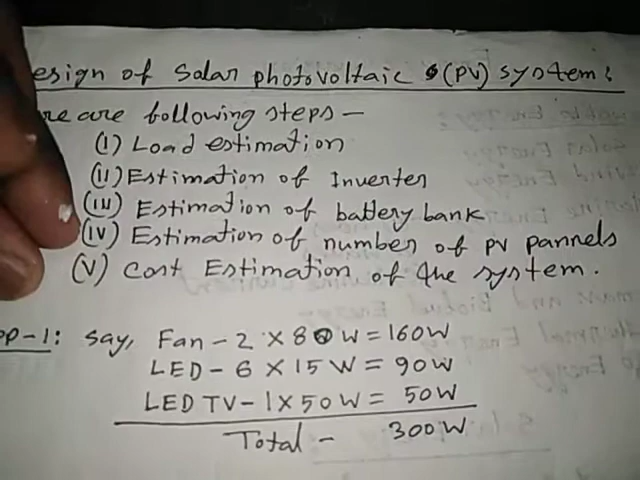 esign of Solar photovoltaic (PV) system:
re are following steps —
(I) Load estimation
(II) Estimation of Inverter
(III) Estimation of battery bank
(IV) Estimation of number of PV pannels
(V) Cost Estimation of the system.
ep-1: say, Fan - 2 × 80 W = 160W
LED - 6 × 15 W = 90W
LED TV - 1 × 50 W = 50W
Total - 300W